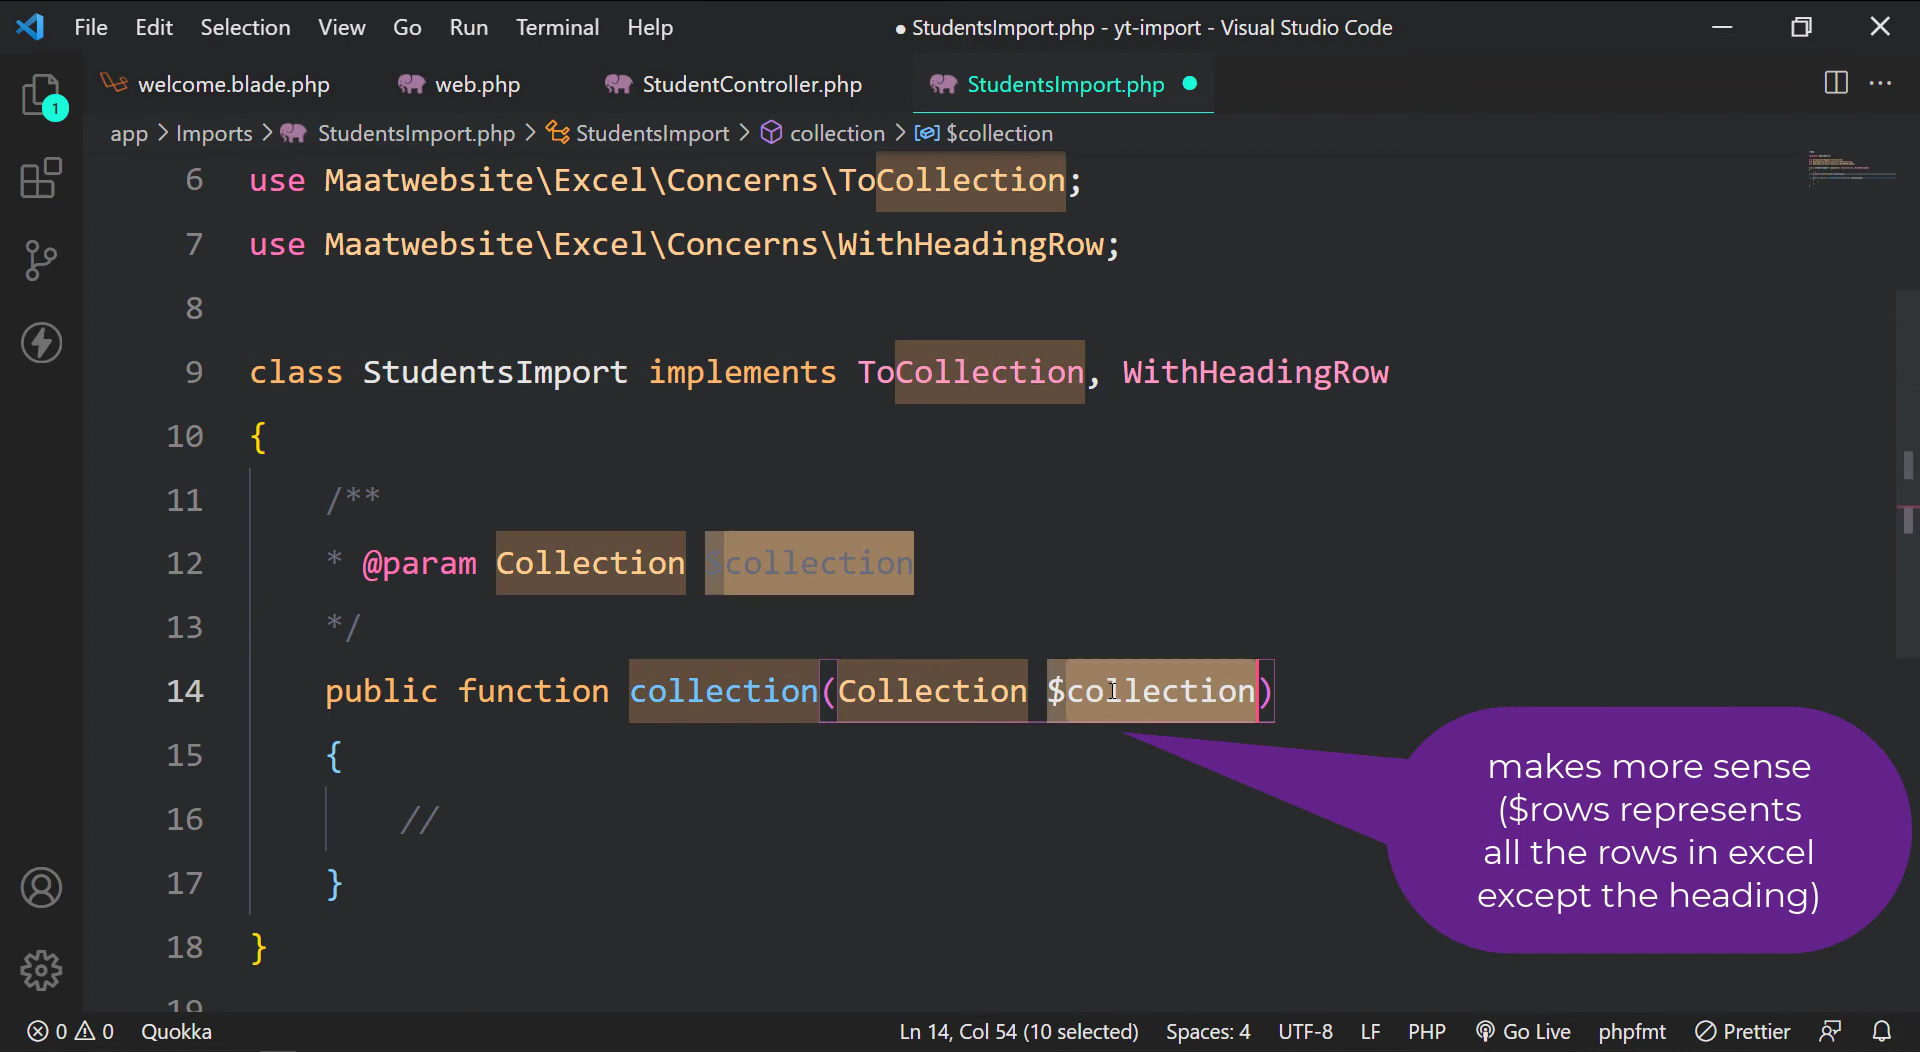 File Edit Selection View Go Run Terminal Help
● StudentsImport.php - yt-import - Visual Studio Code
welcome.blade.php web.php StudentController.php StudentsImport.php
1
app > Imports > StudentsImport.php > StudentsImport > collection > $collection
6 use Maatwebsite\Excel\Concerns\ToCollection;
7 use Maatwebsite\Excel\Concerns\WithHeadingRow;
8
9 class StudentsImport implements ToCollection, WithHeadingRow
10 {
11 /**
12 * @param Collection $collection
13 */
14 public function collection(Collection $collection)
15 {
16 //
17 }
18 }
19
makes more sense
($rows represents
all the rows in excel
except the heading)
0 0 Quokka Ln 14, Col 54 (10 selected) Spaces: 4 UTF-8 LF PHP Go Live phpfmt Prettier